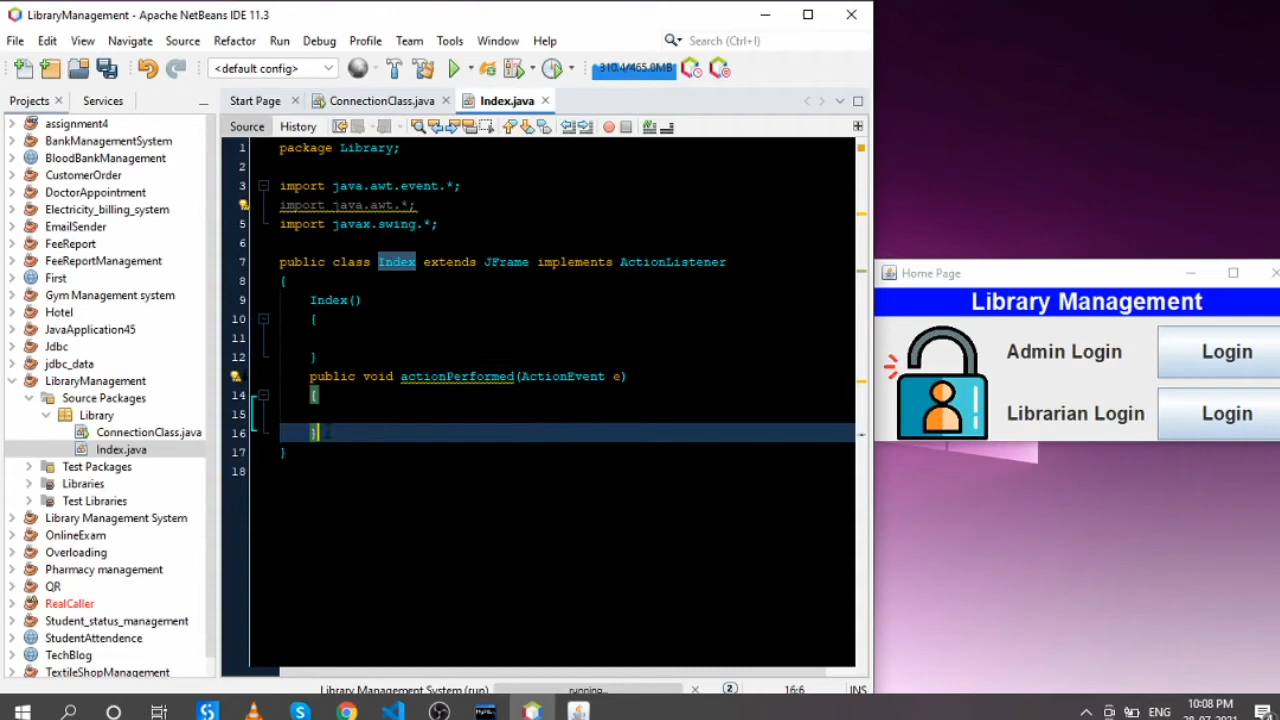 LibraryManagement - Apache NetBeans IDE 11.3
File Edit View Navigate Source Refactor Run Debug Profile Team Tools Window Help
Search (Ctrl+I)
<default config>
310.4/465.0MB
Projects Services
Start Page ConnectionClass.java Index.java
Source History
assignment4
BankManagementSystem
BloodBankManagement
CustomerOrder
DoctorAppointment
Electricity_billing_system
EmailSender
FeeReport
FeeReportManagement
First
Gym Management system
Hotel
JavaApplication45
Jdbc
jdbc_data
LibraryManagement
Source Packages
Library
ConnectionClass.java
Index.java
Test Packages
Libraries
Test Libraries
Library Management System
OnlineExam
Overloading
Pharmacy management
QR
RealCaller
Student_status_management
StudentAttendence
TechBlog
TextileShopManagement
1 package Library;
2
3 import java.awt.event.*;
import java.awt.*;
5 import javax.swing.*;
6
7 public class Index extends JFrame implements ActionListener
8 {
9 Index()
10 {
11
12 }
public void actionPerformed(ActionEvent e)
14 {
15
16 }
17 }
18
Home Page
Library Management
Admin Login Login
Librarian Login Login
Library Management System (run) running... 2 16:6 INS
ENG
10:08 PM